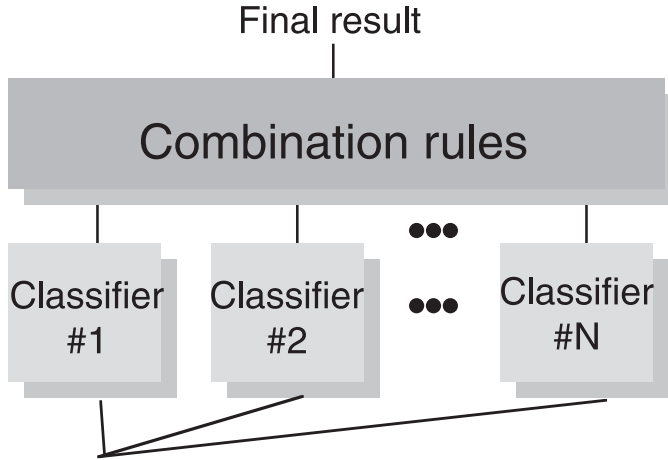 Final result
Combination rules
Classifier
#1
Classifier
#2
Classifier
#N